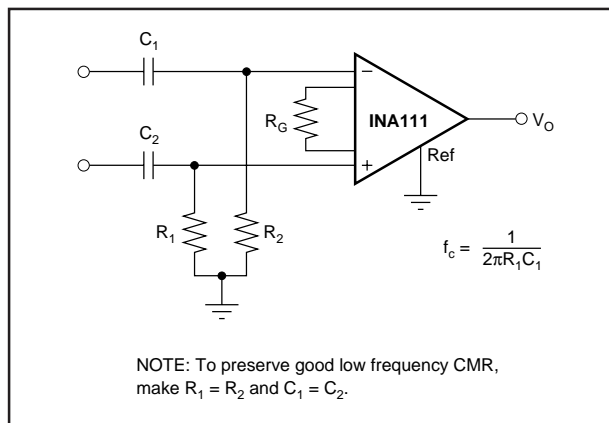 C1
C2
RG
−
INA111
+
Ref
VO
R1
R2
fc = 1 / 2πR1C1
NOTE: To preserve good low frequency CMR,
make R1 = R2 and C1 = C2.